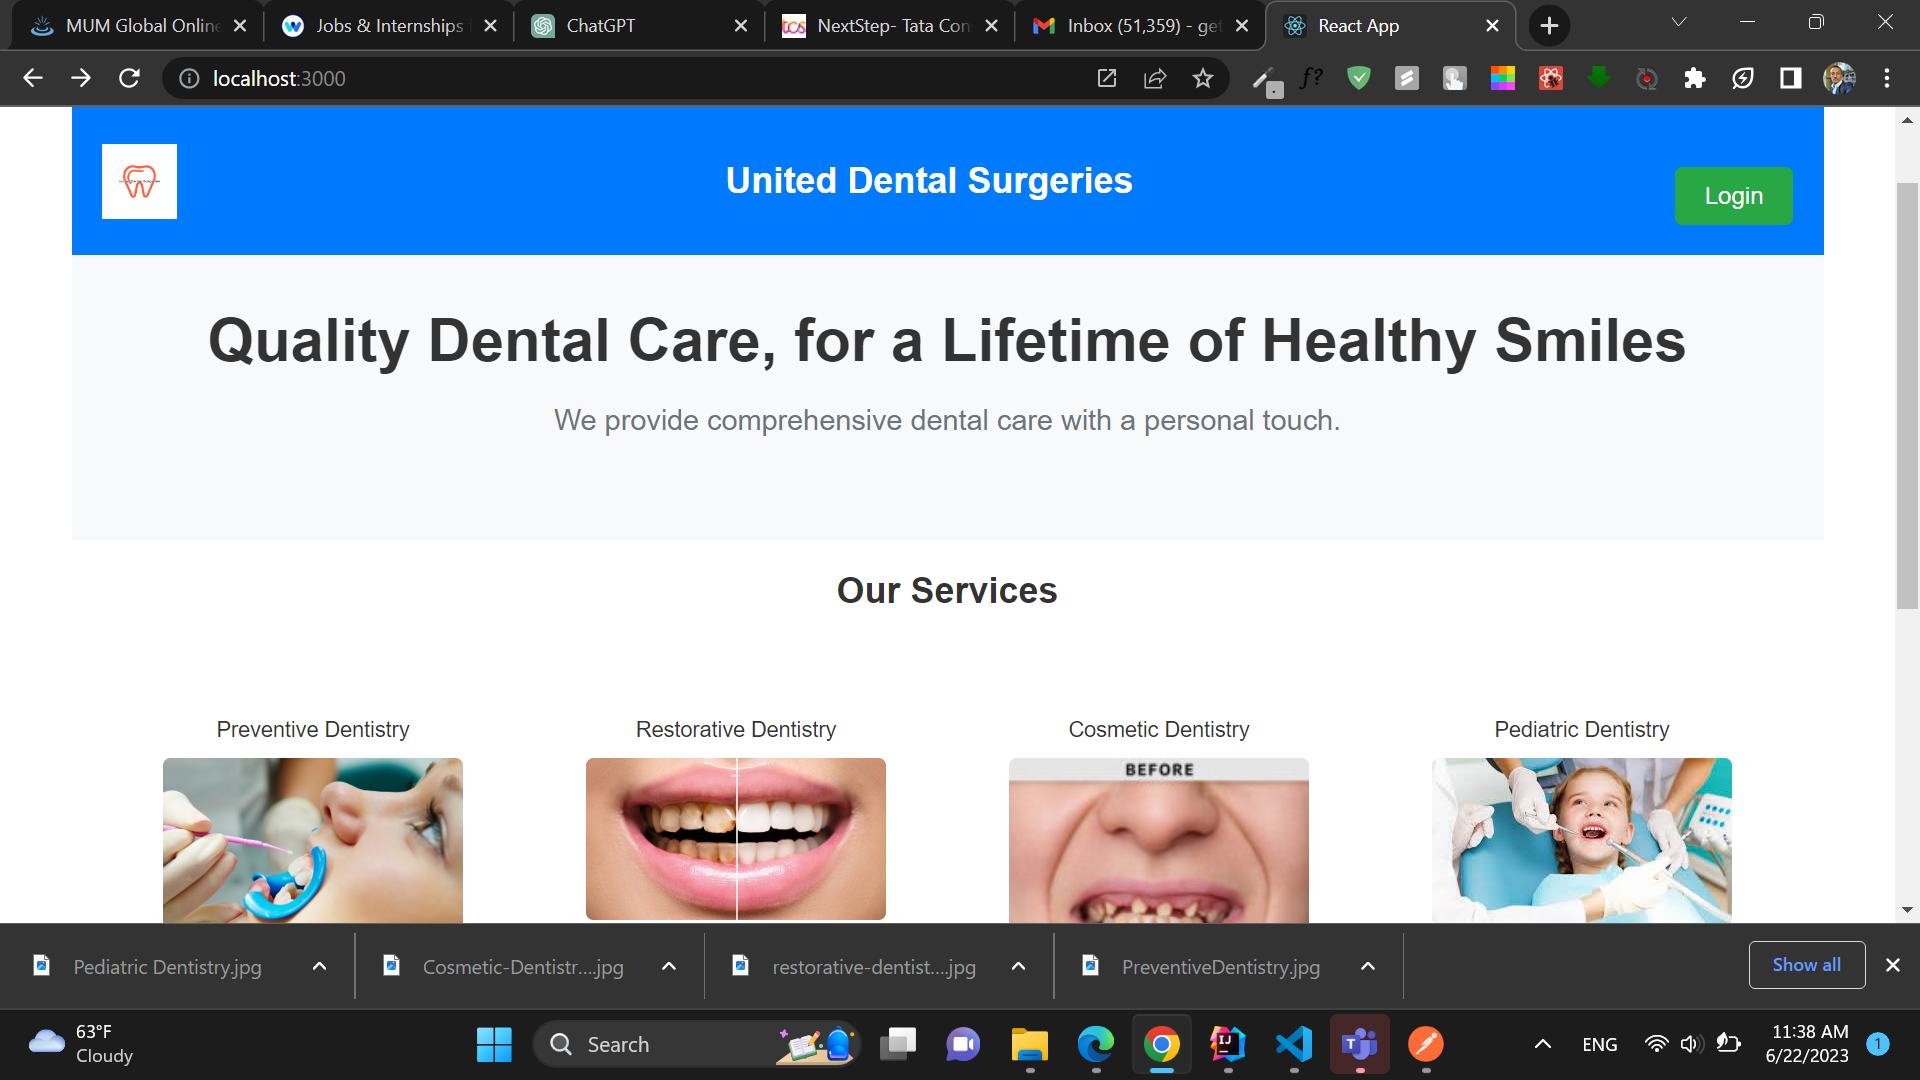 MUM Global Online
Jobs & Internships
ChatGPT
NextStep- Tata Con
Inbox (51,359) - get
React App
localhost:3000
f?
United Dental Surgeries
Login
Quality Dental Care, for a Lifetime of Healthy Smiles
We provide comprehensive dental care with a personal touch.
Our Services
Preventive Dentistry
Restorative Dentistry
Cosmetic Dentistry
Pediatric Dentistry
BEFORE
Pediatric Dentistry.jpg
Cosmetic-Dentistr....jpg
restorative-dentist....jpg
PreventiveDentistry.jpg
Show all
63°F
Cloudy
Search
ENG
11:38 AM
6/22/2023
1